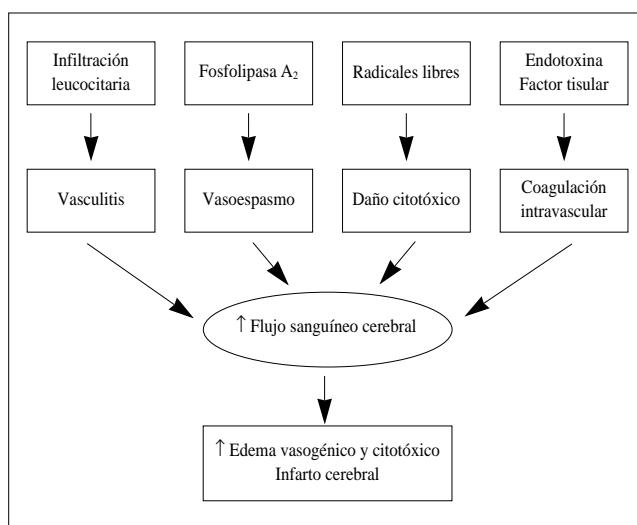 Infiltración
leucocitaria
Fosfolipasa A₂
Radicales libres
Endotoxina
Factor tisular
Vasculitis
Vasoespasmo
Daño citotóxico
Coagulación
intravascular
↑ Flujo sanguíneo cerebral
↑ Edema vasogénico y citotóxico
Infarto cerebral